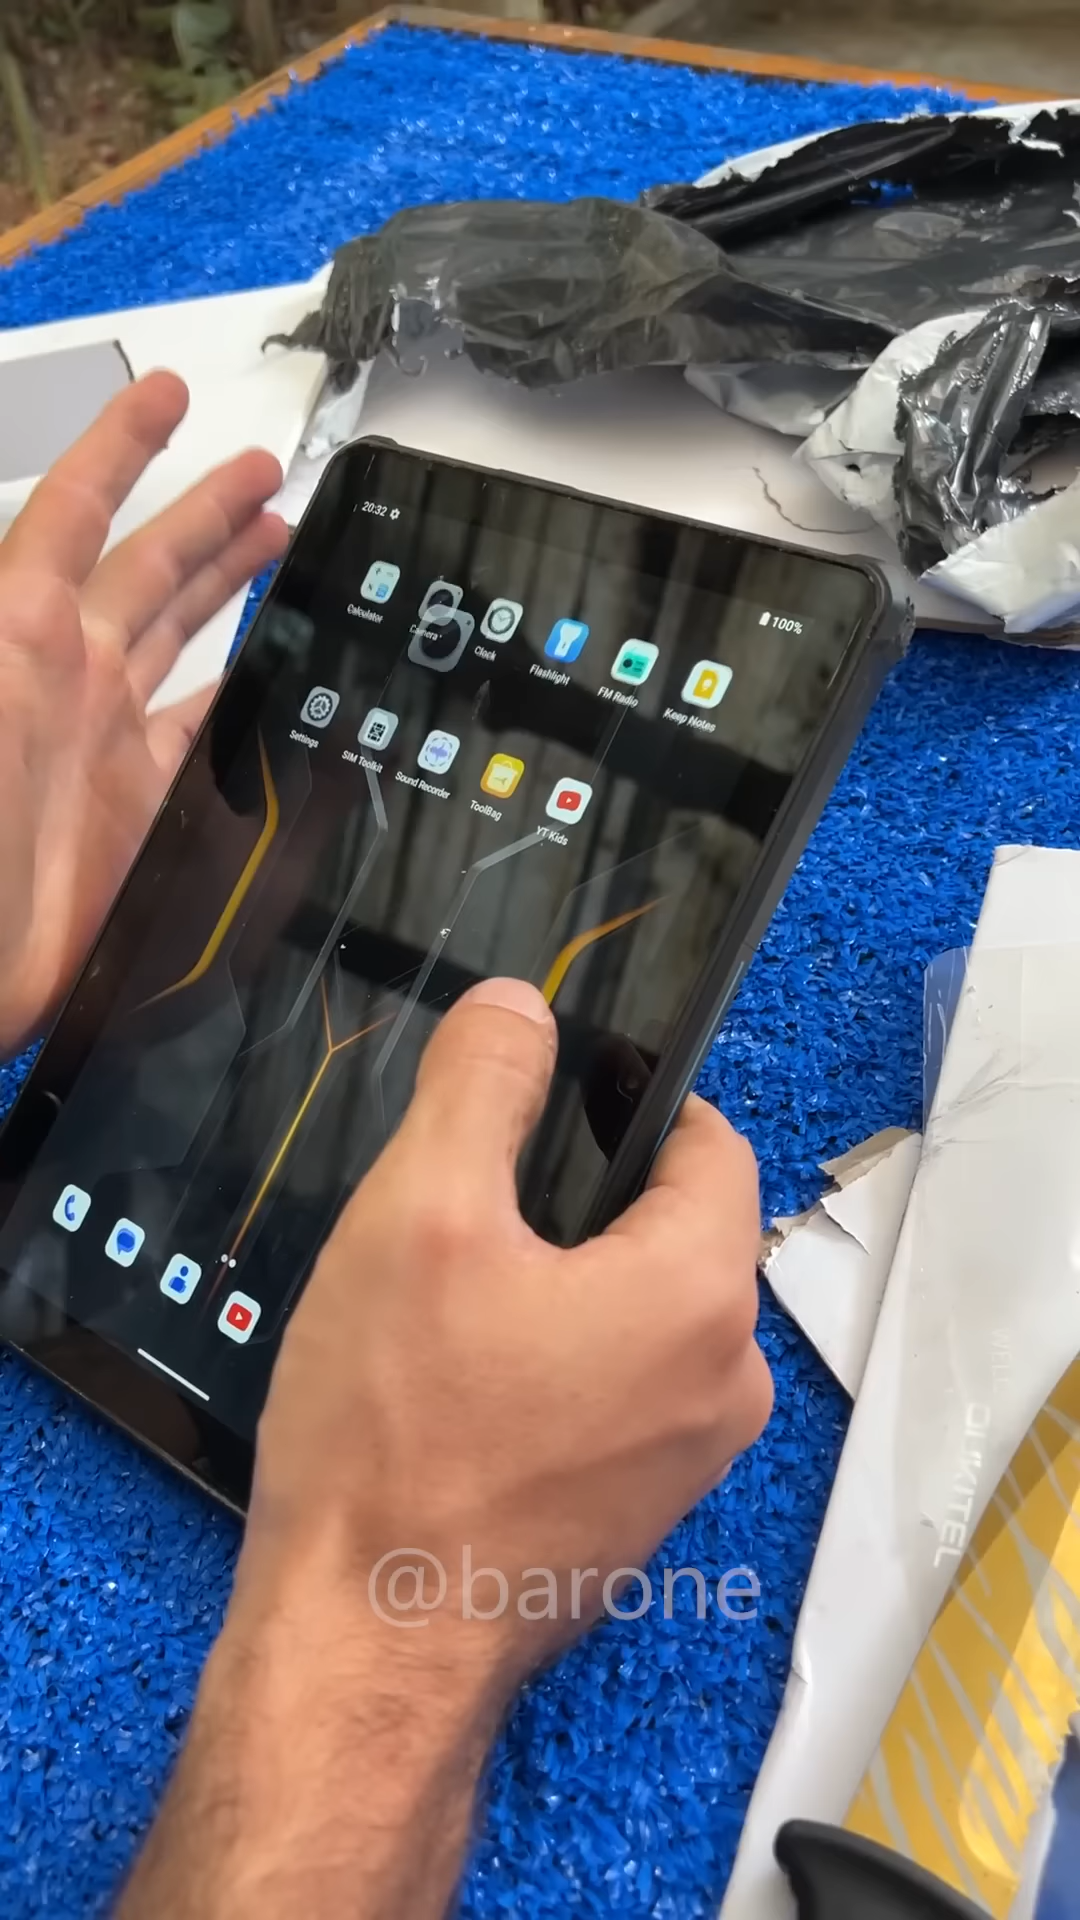 20:32
100%
Calculator
Camera
Clock
Flashlight
FM Radio
Keep Notes
Settings
SIM Toolkit
Sound Recorder
ToolBag
YT Kids
OUKITEL
@barone